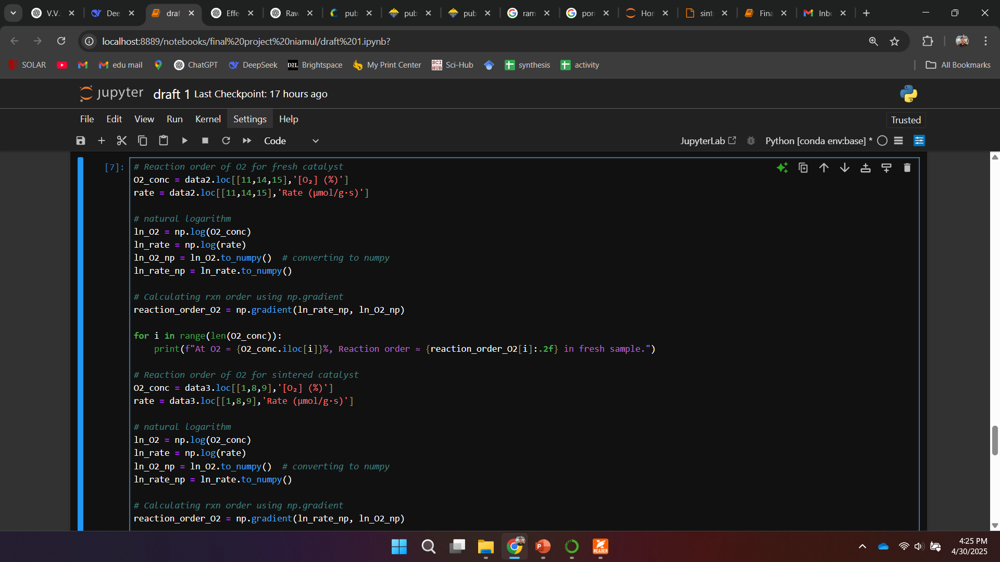 V.V.
Dee
draf
Effe
Raw
pub
pub
pub
ram
por
Hon
sint
Fina
Inbo
localhost:8889/notebooks/final%20project%20niamul/draft%201.ipynb?
SOLAR
edu mail
ChatGPT
DeepSeek
D2L Brightspace
My Print Center
SCI HUB Sci-Hub
synthesis
activity
All Bookmarks
jupyter draft 1 Last Checkpoint: 17 hours ago
File Edit View Run Kernel Settings Help
Trusted
Code
JupyterLab
Python [conda env:base] *
[7]:
# Reaction order of O2 for fresh catalyst
O2_conc = data2.loc[[11,14,15],'[O₂] (%)']
rate = data2.loc[[11,14,15],'Rate (μmol/g·s)']
# natural logarithm
ln_O2 = np.log(O2_conc)
ln_rate = np.log(rate)
ln_O2_np = ln_O2.to_numpy()  # converting to numpy
ln_rate_np = ln_rate.to_numpy()
# Calculating rxn order using np.gradient
reaction_order_O2 = np.gradient(ln_rate_np, ln_O2_np)
for i in range(len(O2_conc)):
    print(f"At O2 = {O2_conc.iloc[i]}%, Reaction order ≈ {reaction_order_O2[i]:.2f} in fresh sample.")
# Reaction order of O2 for sintered catalyst
O2_conc = data3.loc[[1,8,9],'[O₂] (%)']
rate = data3.loc[[1,8,9],'Rate (μmol/g·s)']
# natural logarithm
ln_O2 = np.log(O2_conc)
ln_rate = np.log(rate)
ln_O2_np = ln_O2.to_numpy()  # converting to numpy
ln_rate_np = ln_rate.to_numpy()
# Calculating rxn order using np.gradient
reaction_order_O2 = np.gradient(ln_rate_np, ln_O2_np)
P
READER
4:25 PM
4/30/2025